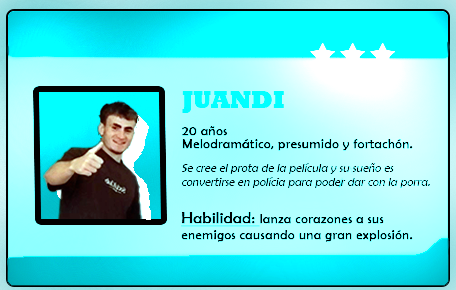 JUANDI
20 años
Melodramático, presumido y fortachón.
Se cree el prota de la película y su sueño es
convertirse en policía para poder dar con la porra.
Habilidad: lanza corazones a sus
enemigos causando una gran explosión.